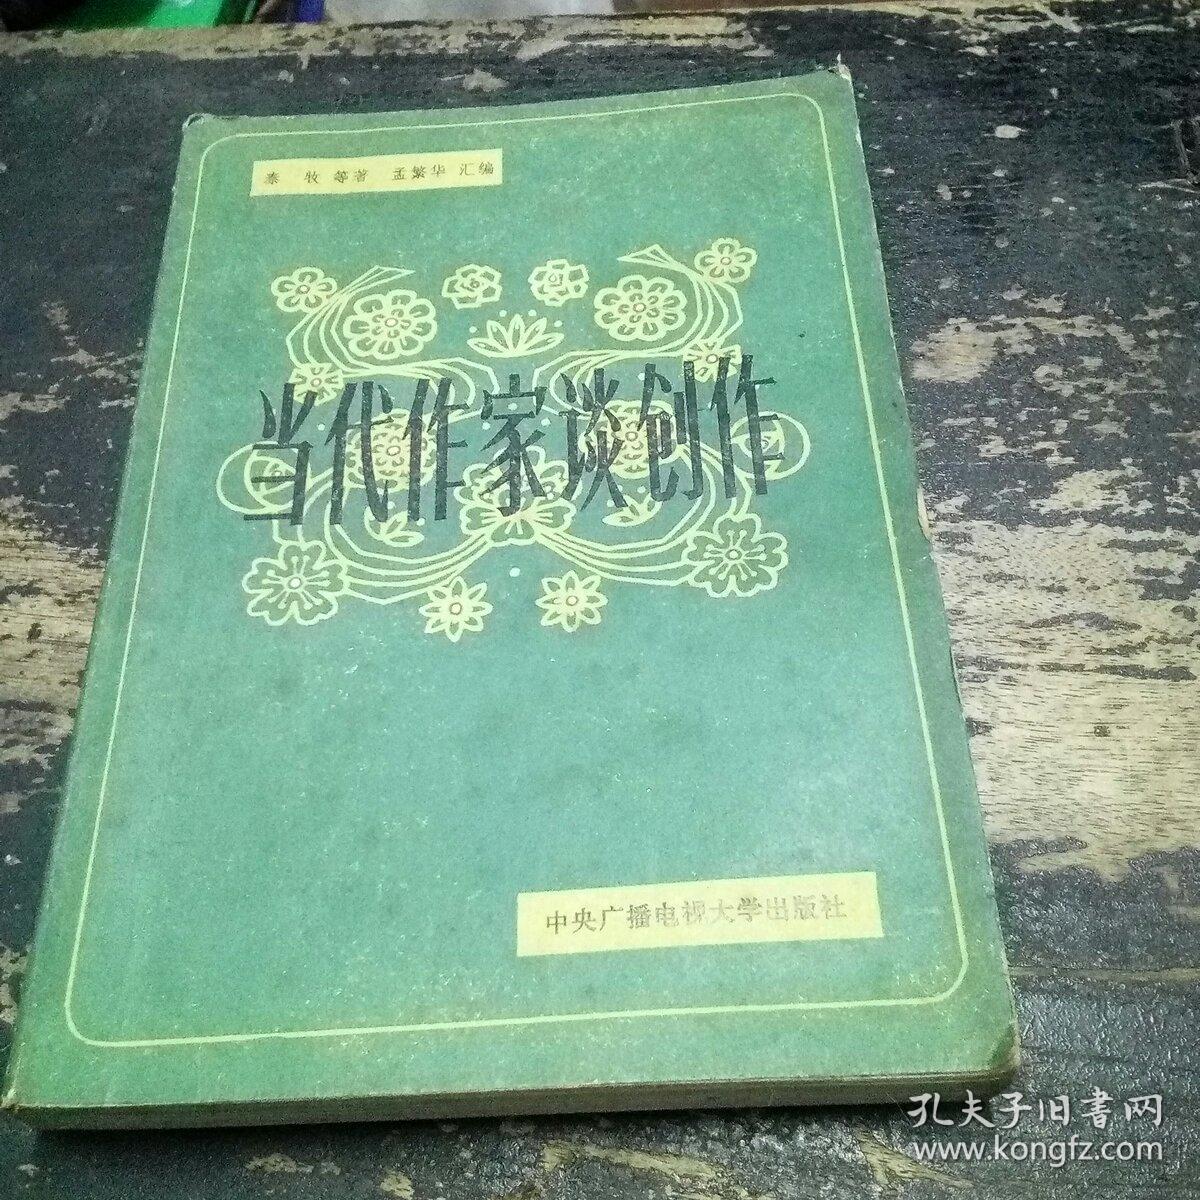 秦 牧 等著 孟繁华 汇编
当代作家谈创作
中央广播电视大学出版社
孔夫子旧書网
www.kongfz.com